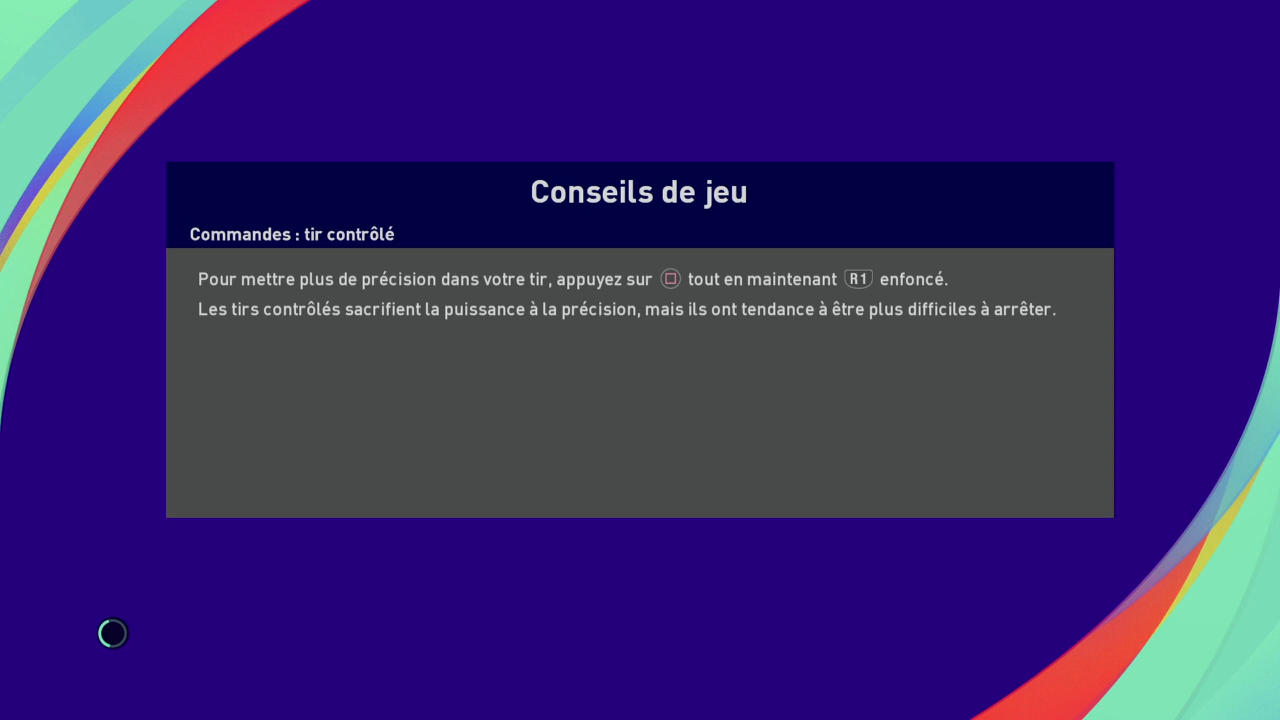 Conseils de jeu
Commandes : tir contrôlé
Pour mettre plus de précision dans votre tir, appuyez sur □ tout en maintenant R1 enfoncé.
Les tirs contrôlés sacrifient la puissance à la précision, mais ils ont tendance à être plus difficiles à arrêter.